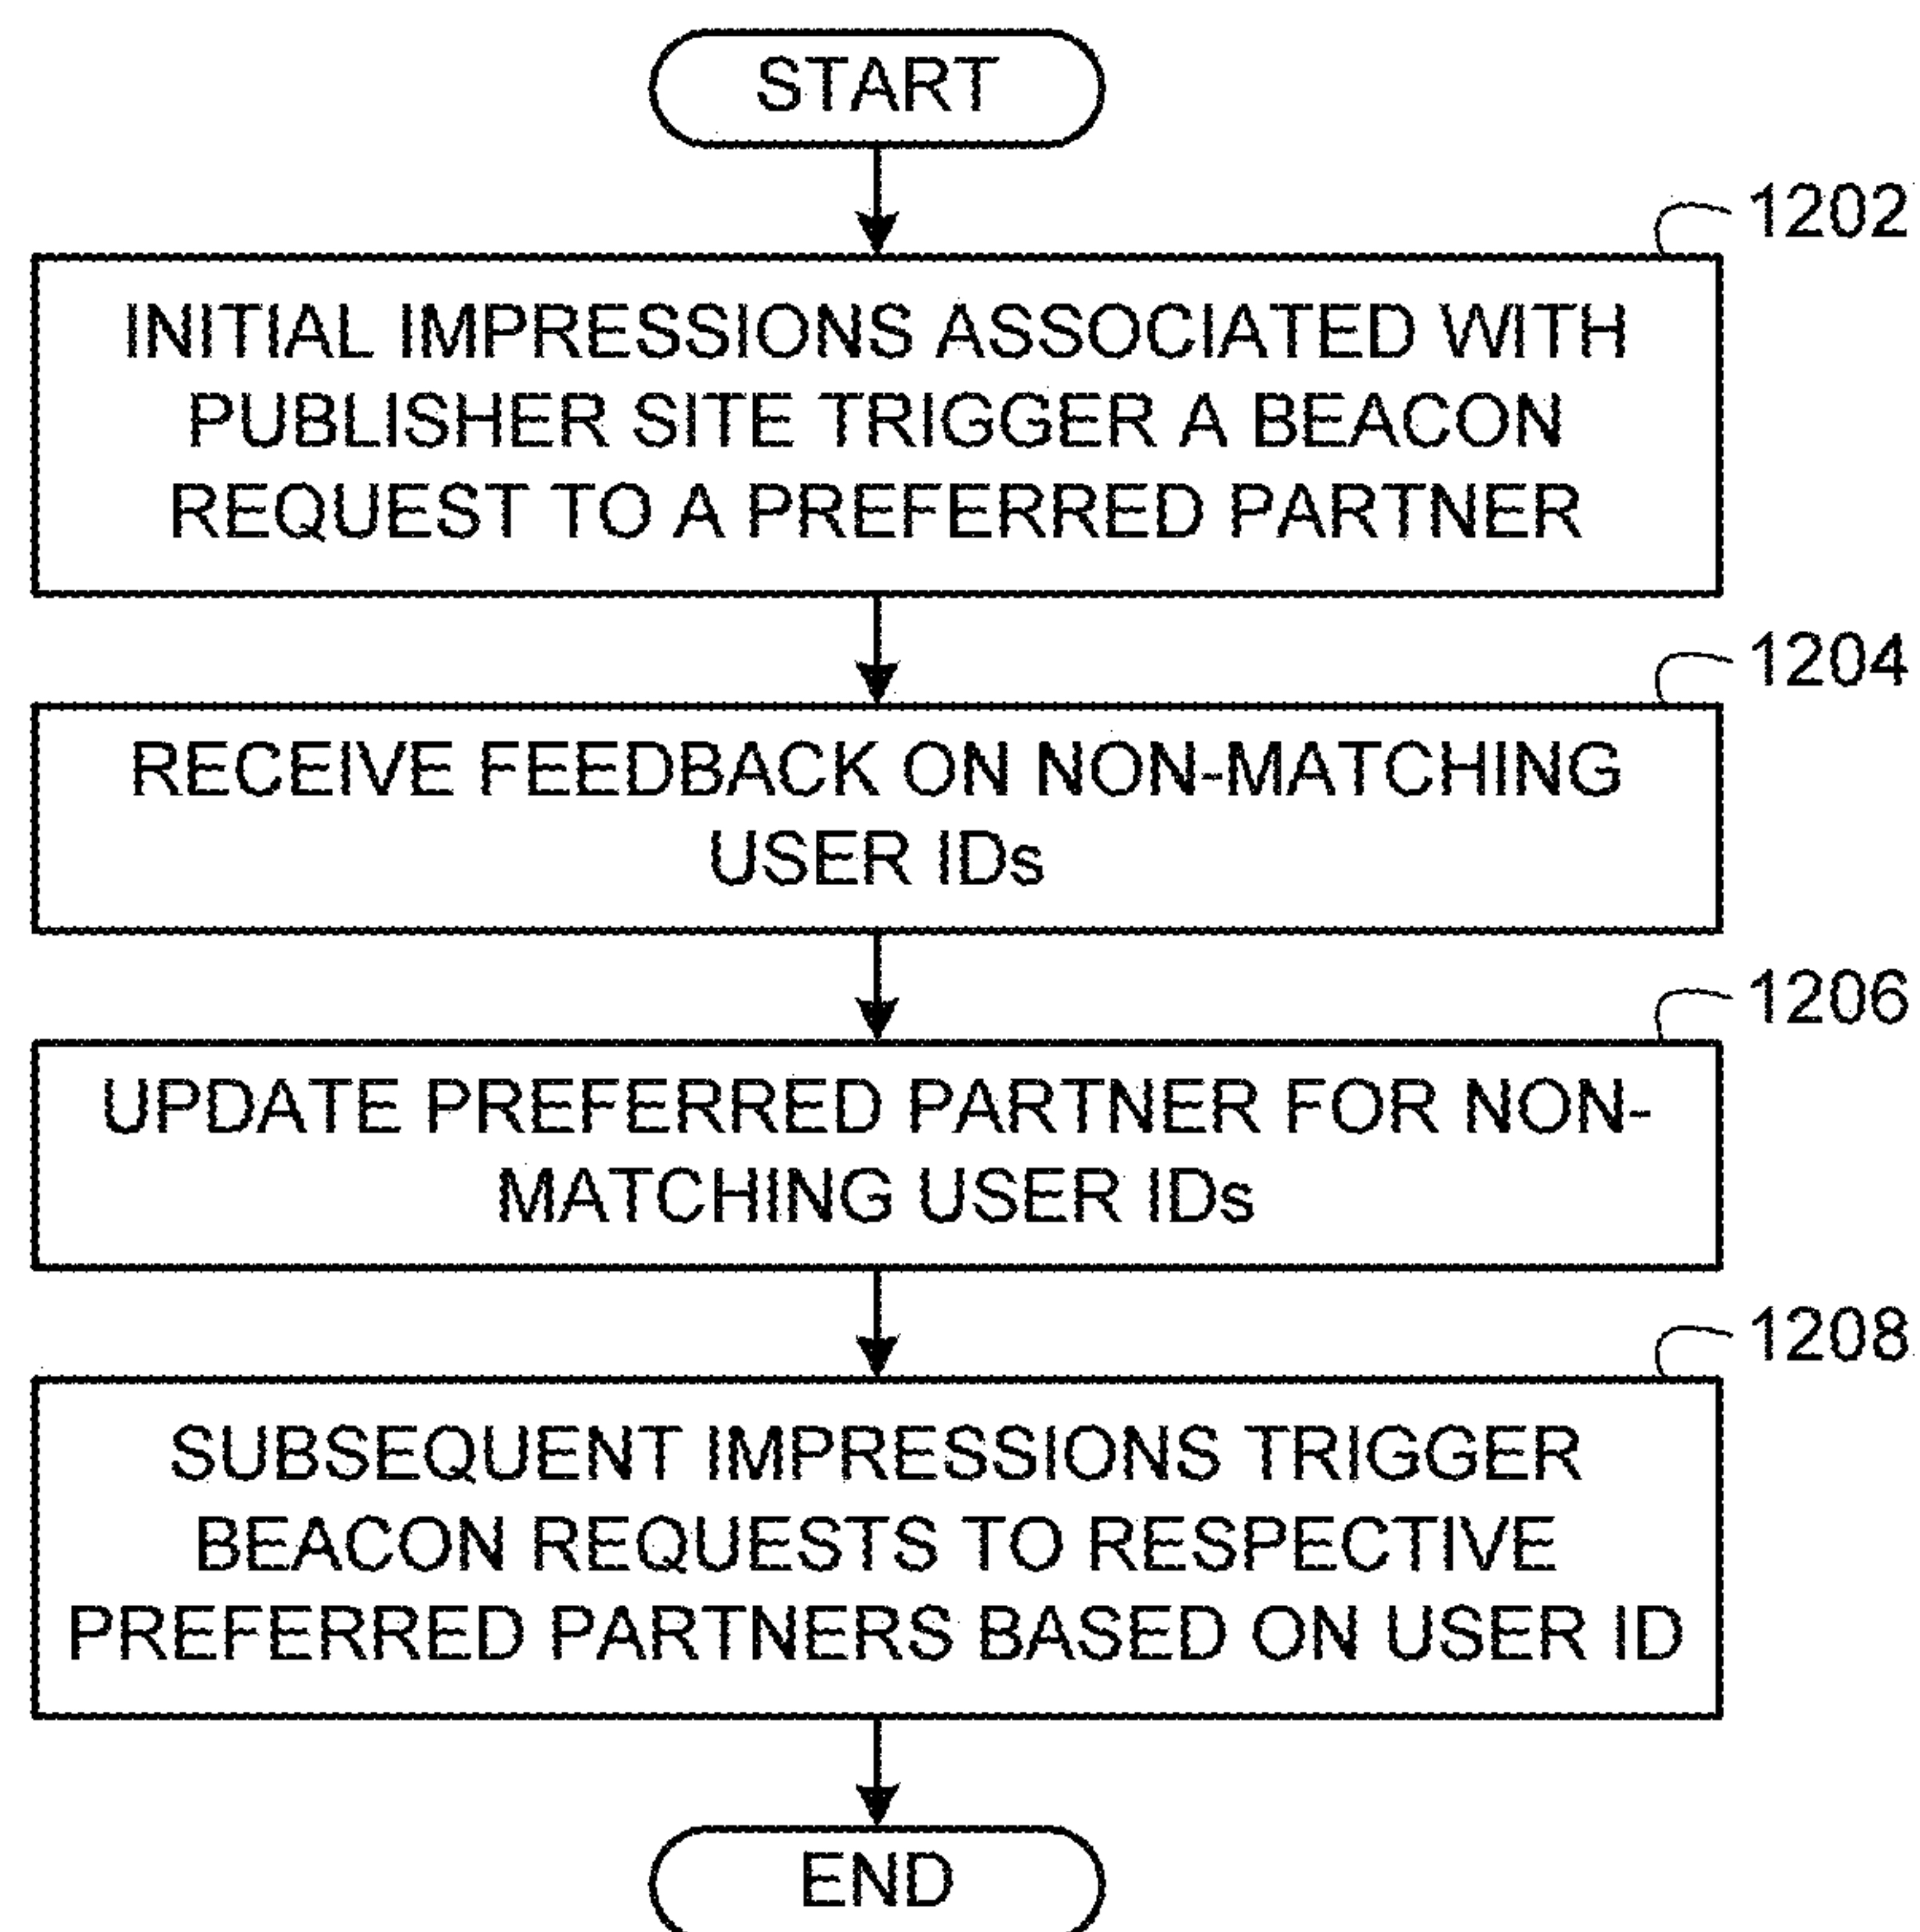 START
1202
INITIAL IMPRESSIONS ASSOCIATED WITH
PUBLISHER SITE TRIGGER A BEACON
REQUEST TO A PREFERRED PARTNER
1204
RECEIVE FEEDBACK ON NON-MATCHING
USER IDs
1206
UPDATE PREFERRED PARTNER FOR NON-
MATCHING USER IDs
1208
SUBSEQUENT IMPRESSIONS TRIGGER
BEACON REQUESTS TO RESPECTIVE
PREFERRED PARTNERS BASED ON USER ID
END